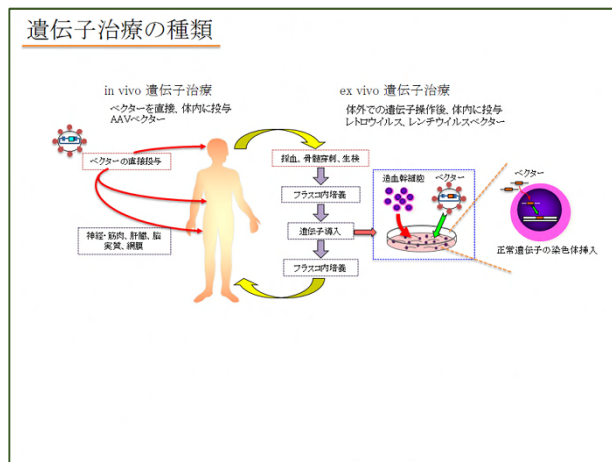 遺伝子治療の種類
in vivo 遺伝子治療
ベクターを直接、体内に投与
AAVベクター
ベクターの直接投与
神経・筋肉、肝臓、脳
実質、網膜
ex vivo 遺伝子治療
体外での遺伝子操作後、体内に投与
レトロウイルス、レンチウイルスベクター
採血、骨髄穿刺、生検
フラスコ内培養
遺伝子導入
フラスコ内培養
造血幹細胞
ベクター
ベクター
正常遺伝子の染色体挿入